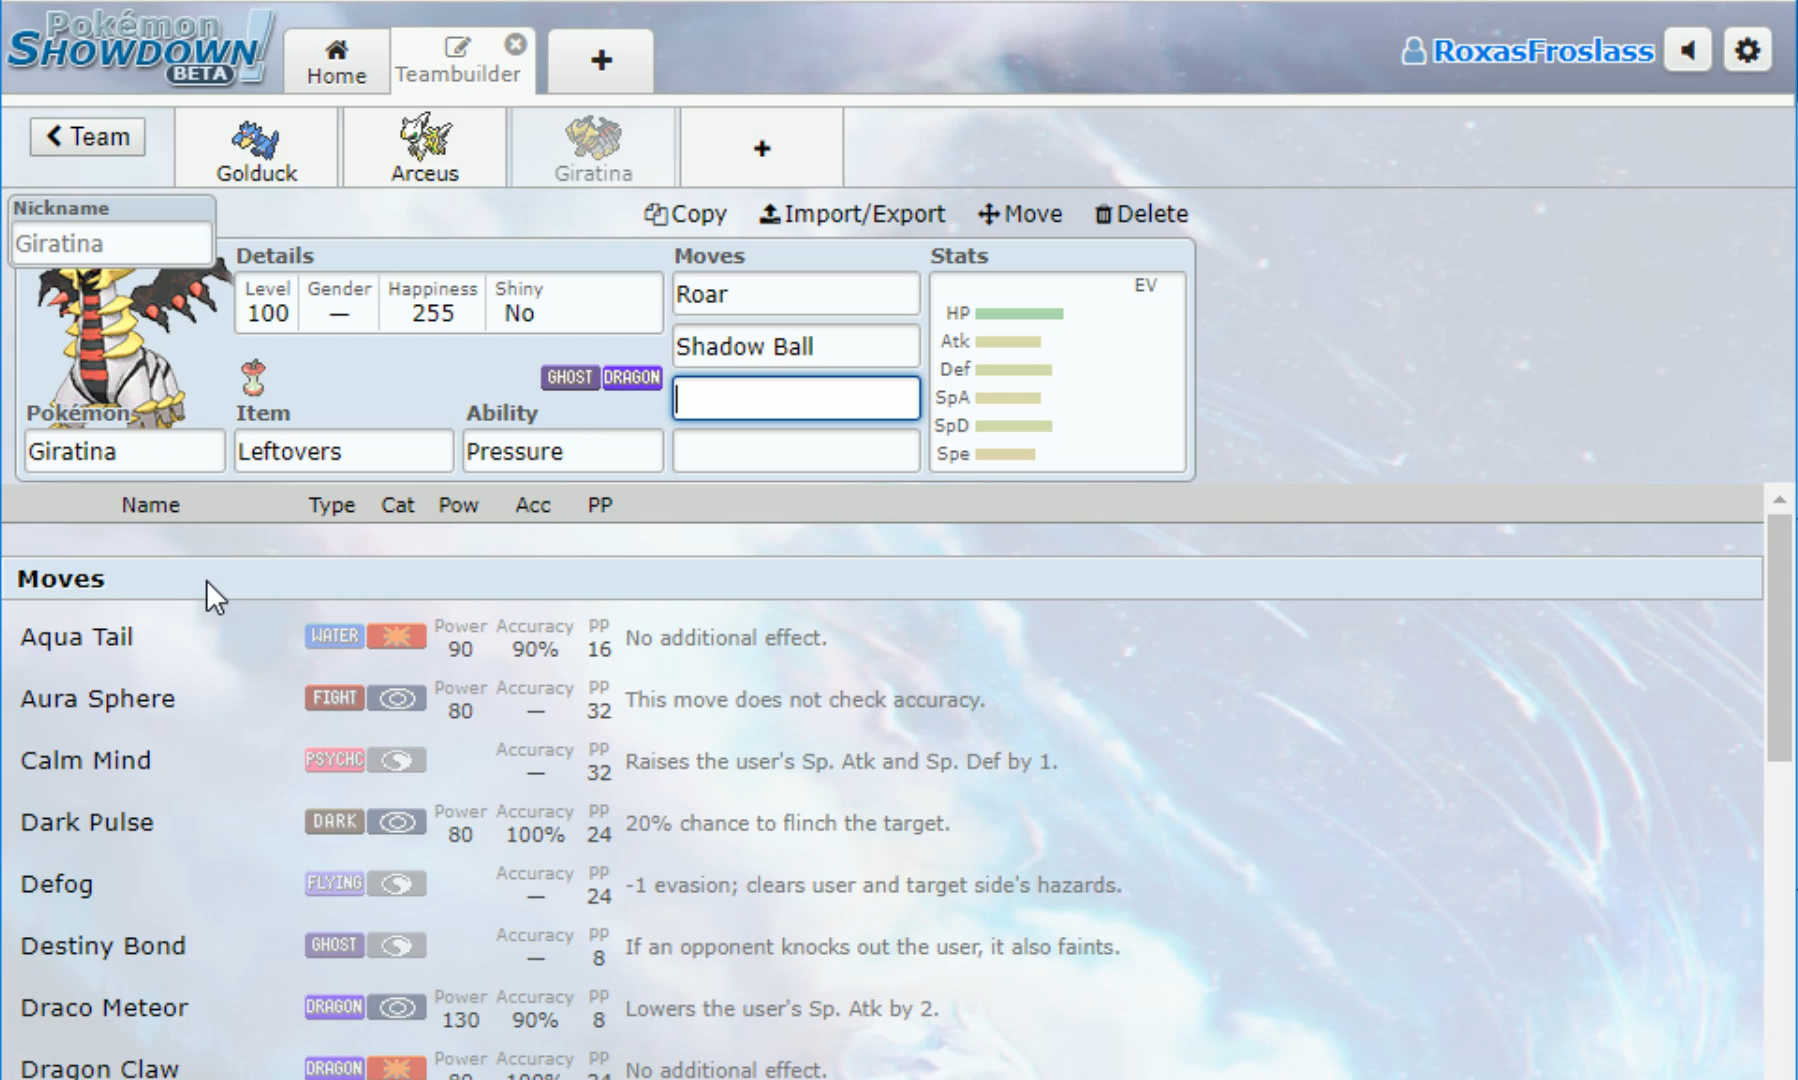 Pokémon
SHOWDOWN!
BETA
Home
Teambuilder
+
RoxasFroslass
Team
Golduck
Arceus
Giratina
+
Nickname
Giratina
Copy
Import/Export
Move
Delete
Details
Moves
Stats
Level
Gender
Happiness
Shiny
100
—
255
No
Roar
Shadow Ball
EV
HP
Atk
Def
SpA
SpD
Spe
GHOST
DRAGON
Pokémon
Item
Ability
Giratina
Leftovers
Pressure
Name Type Cat Pow Acc PP
Moves
Aqua Tail WATER Power 90 Accuracy 90% PP 16 No additional effect.
Aura Sphere FIGHT Power 80 Accuracy — PP 32 This move does not check accuracy.
Calm Mind PSYCHC Accuracy — PP 32 Raises the user's Sp. Atk and Sp. Def by 1.
Dark Pulse DARK Power 80 Accuracy 100% PP 24 20% chance to flinch the target.
Defog FLYING Accuracy — PP 24 -1 evasion; clears user and target side's hazards.
Destiny Bond GHOST Accuracy — PP 8 If an opponent knocks out the user, it also faints.
Draco Meteor DRAGON Power 130 Accuracy 90% PP 8 Lowers the user's Sp. Atk by 2.
Dragon Claw DRAGON Power 80 Accuracy 100% PP 24 No additional effect.